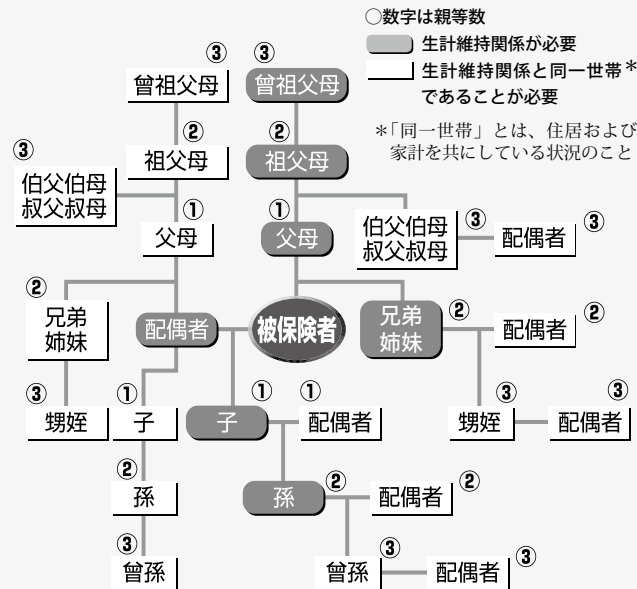 ○数字は親等数
生計維持関係が必要
生計維持関係と同一世帯*
であることが必要
*「同一世帯」とは、住居および
家計を共にしている状況のこと
③ ③
曾祖父母 曾祖父母
② ②
祖父母 祖父母
③
伯父伯母
叔父叔母
① ①
父母 父母
伯父伯母
叔父叔母
③ 配偶者 ③
②
兄弟
姉妹
配偶者
被保険者
兄弟
姉妹
② 配偶者 ②
③ ① ① ① ③ ③
甥姪 子 子 配偶者 甥姪 配偶者
② ② ②
孫 孫 配偶者
③ ③ ③
曾孫 曾孫 配偶者